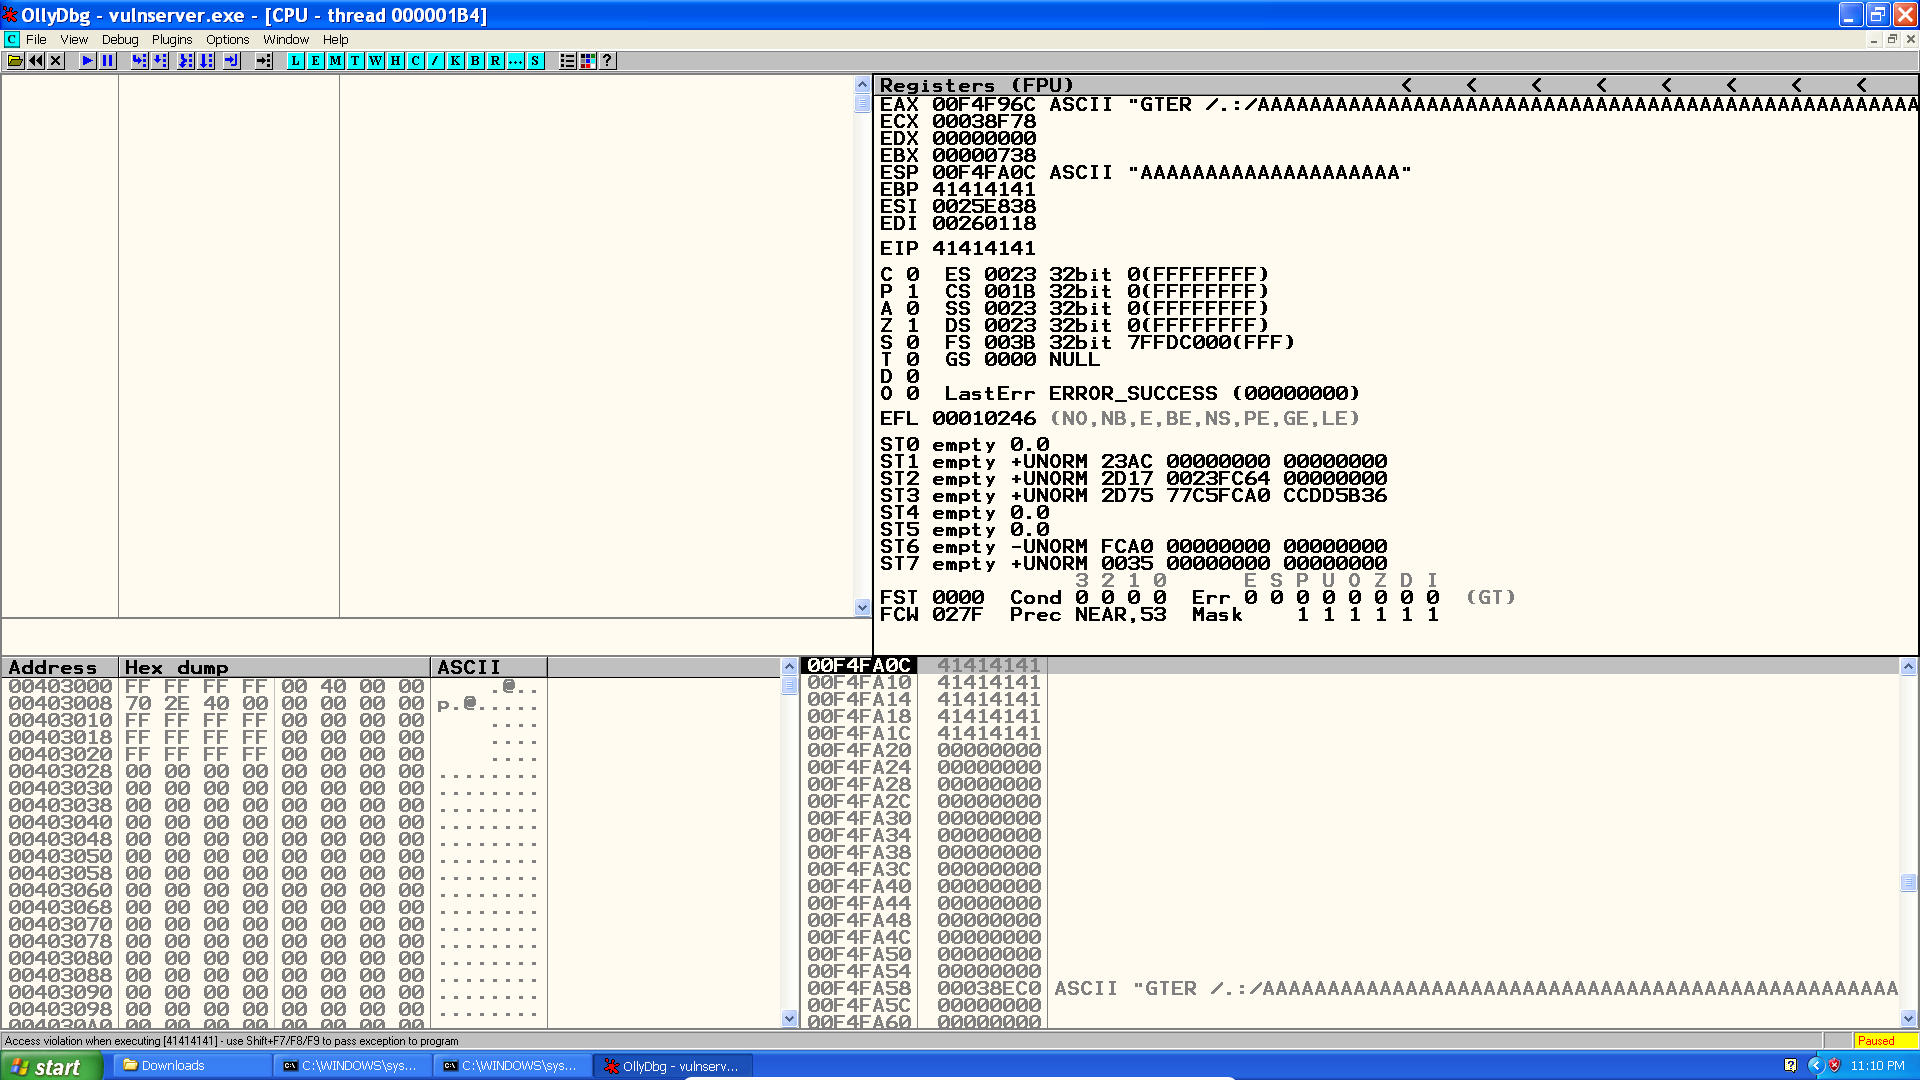 OllyDbg - vulnserver.exe - [CPU - thread 000001B4]
C File View Debug Plugins Options Window Help
L E M T W H C / K B R ... S ?
Registers (FPU) < < < < < < < <
EAX 00F4F96C ASCII "GTER /.:/AAAAAAAAAAAAAAAAAAAAAAAAAAAAAAAAAAAAAAAAAAAAAAAAAAA
ECX 00038F78
EDX 00000000
EBX 00000738
ESP 00F4FA0C ASCII "AAAAAAAAAAAAAAAAAAAA"
EBP 41414141
ESI 0025E838
EDI 00260118
EIP 41414141
C 0 ES 0023 32bit 0(FFFFFFFF)
P 1 CS 001B 32bit 0(FFFFFFFF)
A 0 SS 0023 32bit 0(FFFFFFFF)
Z 1 DS 0023 32bit 0(FFFFFFFF)
S 0 FS 003B 32bit 7FFDC000(FFF)
T 0 GS 0000 NULL
D 0
O 0 LastErr ERROR_SUCCESS (00000000)
EFL 00010246 (NO,NB,E,BE,NS,PE,GE,LE)
ST0 empty 0.0
ST1 empty +UNORM 23AC 00000000 00000000
ST2 empty +UNORM 2D17 0023FC64 00000000
ST3 empty +UNORM 2D75 77C5FCA0 CCDD5B36
ST4 empty 0.0
ST5 empty 0.0
ST6 empty -UNORM FCA0 00000000 00000000
ST7 empty +UNORM 0035 00000000 00000000
3 2 1 0 E S P U O Z D I
FST 0000 Cond 0 0 0 0 Err 0 0 0 0 0 0 0 0 (GT)
FCW 027F Prec NEAR,53 Mask 1 1 1 1 1 1
Address Hex dump ASCII
00403000 FF FF FF FF 00 40 00 00 .@..
00403008 70 2E 40 00 00 00 00 00 p.@.....
00403010 FF FF FF FF 00 00 00 00 ....
00403018 FF FF FF FF 00 00 00 00 ....
00403020 FF FF FF FF 00 00 00 00 ....
00403028 00 00 00 00 00 00 00 00 ........
00403030 00 00 00 00 00 00 00 00 ........
00403038 00 00 00 00 00 00 00 00 ........
00403040 00 00 00 00 00 00 00 00 ........
00403048 00 00 00 00 00 00 00 00 ........
00403050 00 00 00 00 00 00 00 00 ........
00403058 00 00 00 00 00 00 00 00 ........
00403060 00 00 00 00 00 00 00 00 ........
00403068 00 00 00 00 00 00 00 00 ........
00403070 00 00 00 00 00 00 00 00 ........
00403078 00 00 00 00 00 00 00 00 ........
00403080 00 00 00 00 00 00 00 00 ........
00403088 00 00 00 00 00 00 00 00 ........
00403090 00 00 00 00 00 00 00 00 ........
00403098 00 00 00 00 00 00 00 00 ........
004030A0 00 00 00 00 00 00 00 00
00F4FA0C 41414141
00F4FA10 41414141
00F4FA14 41414141
00F4FA18 41414141
00F4FA1C 41414141
00F4FA20 00000000
00F4FA24 00000000
00F4FA28 00000000
00F4FA2C 00000000
00F4FA30 00000000
00F4FA34 00000000
00F4FA38 00000000
00F4FA3C 00000000
00F4FA40 00000000
00F4FA44 00000000
00F4FA48 00000000
00F4FA4C 00000000
00F4FA50 00000000
00F4FA54 00000000
00F4FA58 00038EC0 ASCII "GTER /.:/AAAAAAAAAAAAAAAAAAAAAAAAAAAAAAAAAAAAAAAAAAAAAAAAA
00F4FA5C 00000000
00F4FA60 00000000
Access violation when executing [41414141] - use Shift+F7/F8/F9 to pass exception to program
Paused
start Downloads C:\WINDOWS\sys... C:\WINDOWS\sys... OllyDbg - vulnserv... 11:10 PM